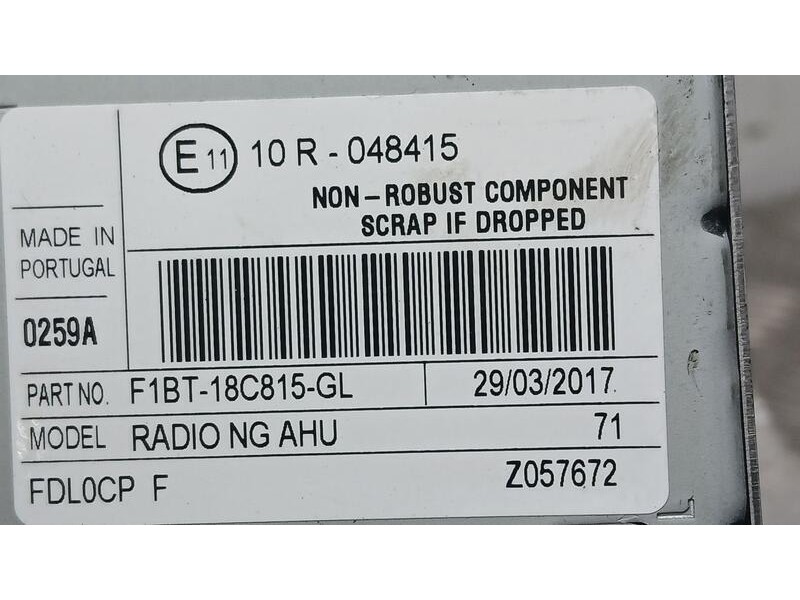 E 11 10 R - 048415
NON-ROBUST COMPONENT
SCRAP IF DROPPED
MADE IN
PORTUGAL
0259A
PART NO. F1BT-18C815-GL 29/03/2017
MODEL RADIO NG AHU 71
FDL0CP F Z057672